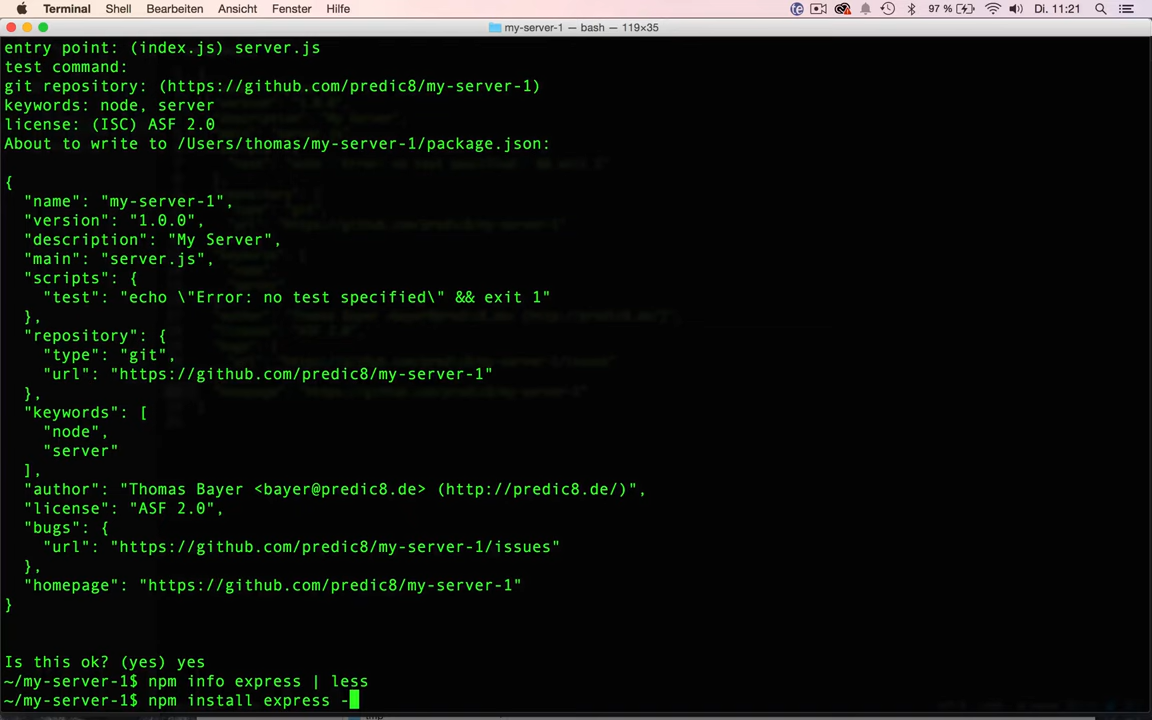 Terminal Shell Bearbeiten Ansicht Fenster Hilfe 97 % Di. 11:21
my-server-1 — bash — 119×35
entry point: (index.js) server.js
test command:
git repository: (https://github.com/predic8/my-server-1)
keywords: node, server
license: (ISC) ASF 2.0
About to write to /Users/thomas/my-server-1/package.json:
{
"name": "my-server-1",
"version": "1.0.0",
"description": "My Server",
"main": "server.js",
"scripts": {
"test": "echo \"Error: no test specified\" && exit 1"
},
"repository": {
"type": "git",
"url": "https://github.com/predic8/my-server-1"
},
"keywords": [
"node",
"server"
],
"author": "Thomas Bayer <bayer@predic8.de> (http://predic8.de/)",
"license": "ASF 2.0",
"bugs": {
"url": "https://github.com/predic8/my-server-1/issues"
},
"homepage": "https://github.com/predic8/my-server-1"
}
Is this ok? (yes) yes
~/my-server-1$ npm info express | less
~/my-server-1$ npm install express -